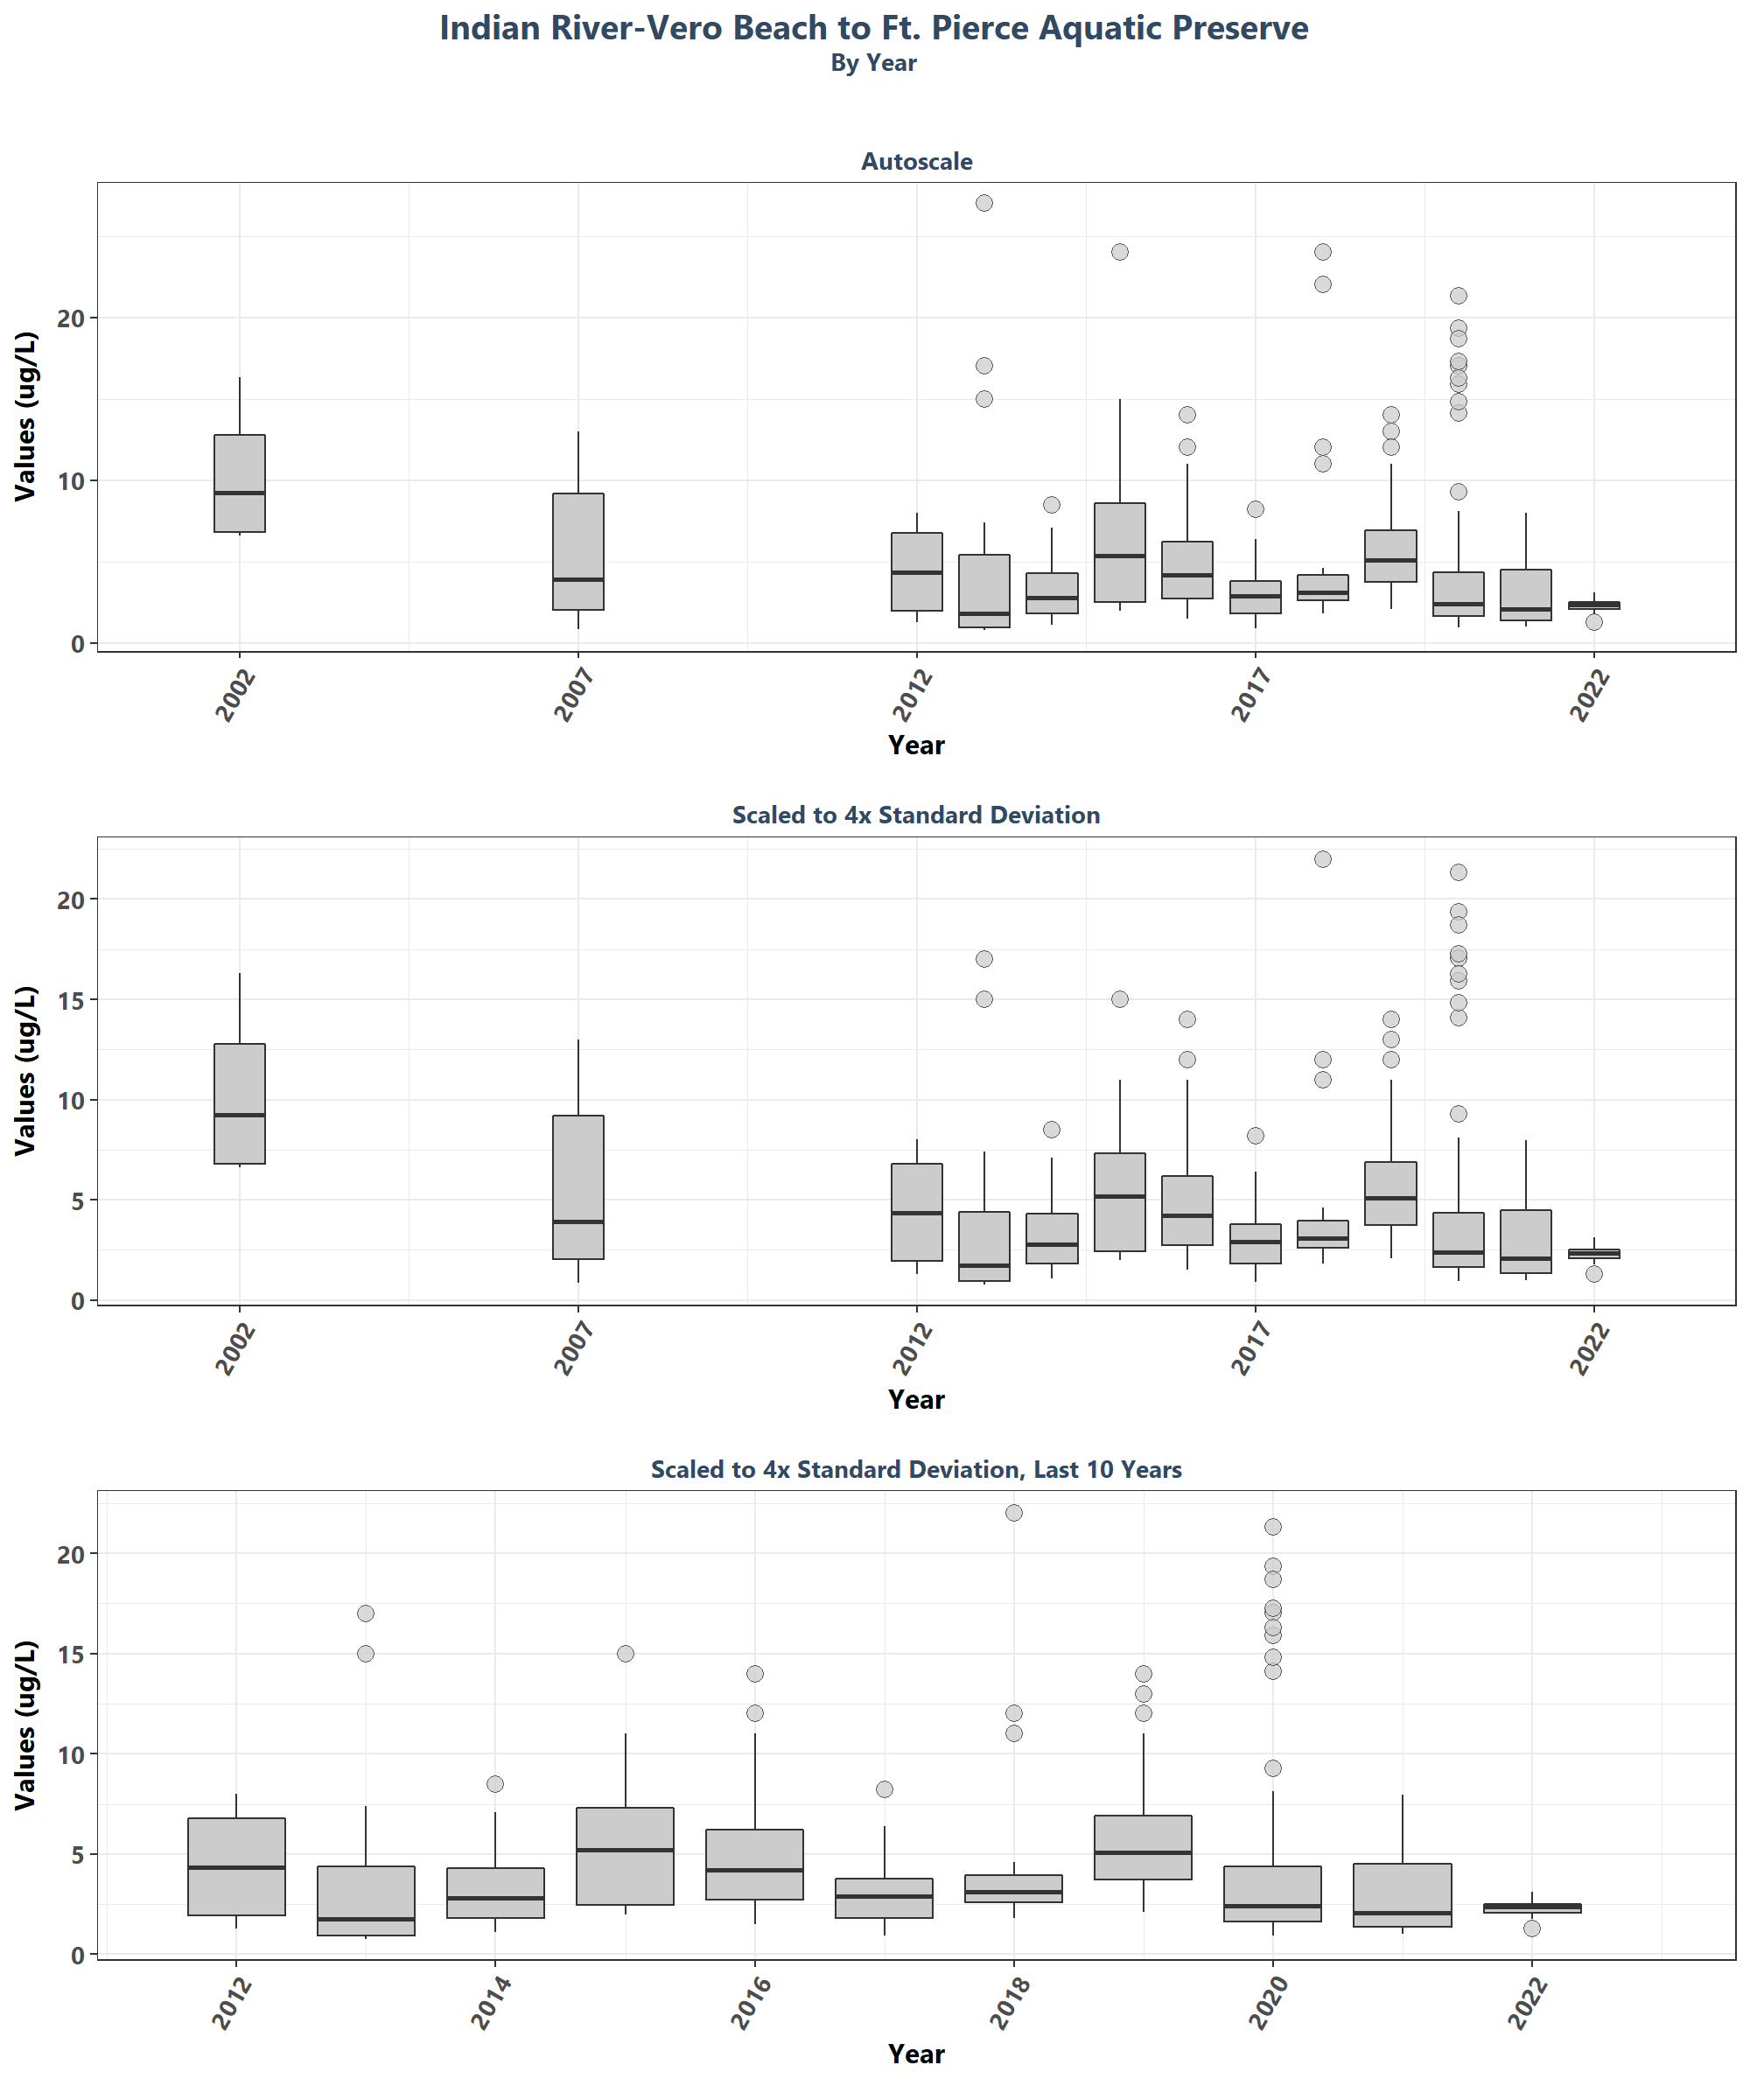 Indian River-Vero Beach to Ft. Pierce Aquatic Preserve
By Year
Autoscale
Values (ug/L)
20
10
0
2002
2007
2012
2017
2022
Year
Scaled to 4x Standard Deviation
Values (ug/L)
20
15
10
5
0
2002
2007
2012
2017
2022
Year
Scaled to 4x Standard Deviation, Last 10 Years
Values (ug/L)
20
15
10
5
0
2012
2014
2016
2018
2020
2022
Year